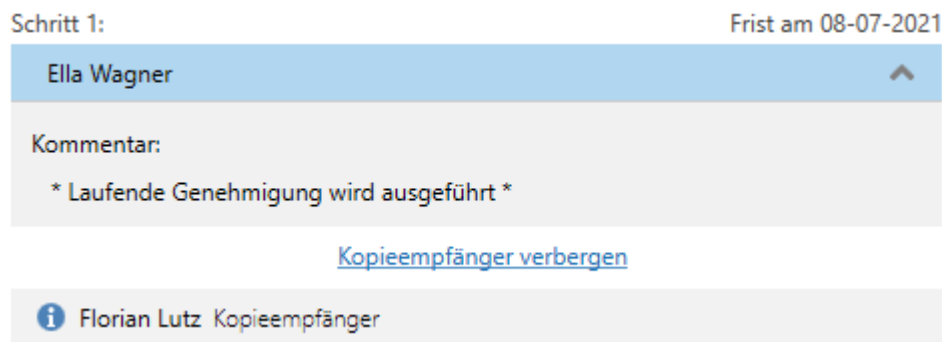 Schritt 1: Frist am 08-07-2021
Ella Wagner
Kommentar:
* Laufende Genehmigung wird ausgeführt *
Kopieempfänger verbergen
Florian Lutz Kopieempfänger